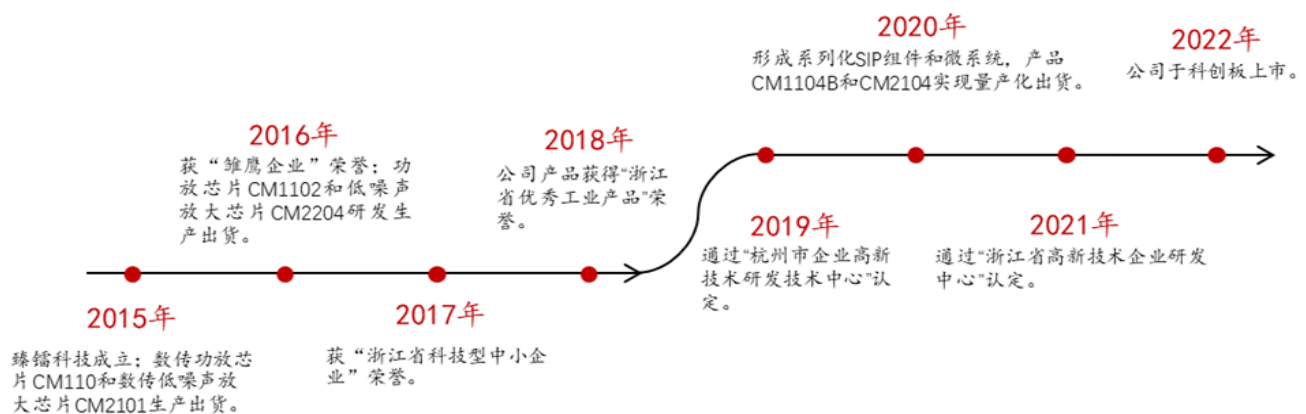 2015年
臻镭科技成立；数传功放芯
片CM110和数传低噪声放
大芯片CM2101生产出货。
2016年
获“雏鹰企业”荣誉；功
放芯片CM1102和低噪声
放大芯片CM2204研发生
产出货。
2017年
获“浙江省科技型中小企
业”荣誉。
2018年
公司产品获得“浙江
省优秀工业产品”荣
誉。
2019年
通过“杭州市企业高新
技术研发技术中心”认
定。
2020年
形成系列化SIP组件和微系统，产品
CM1104B和CM2104实现量产化出货。
2021年
通过“浙江省高新技术企业研发
中心”认定。
2022年
公司于科创板上市。